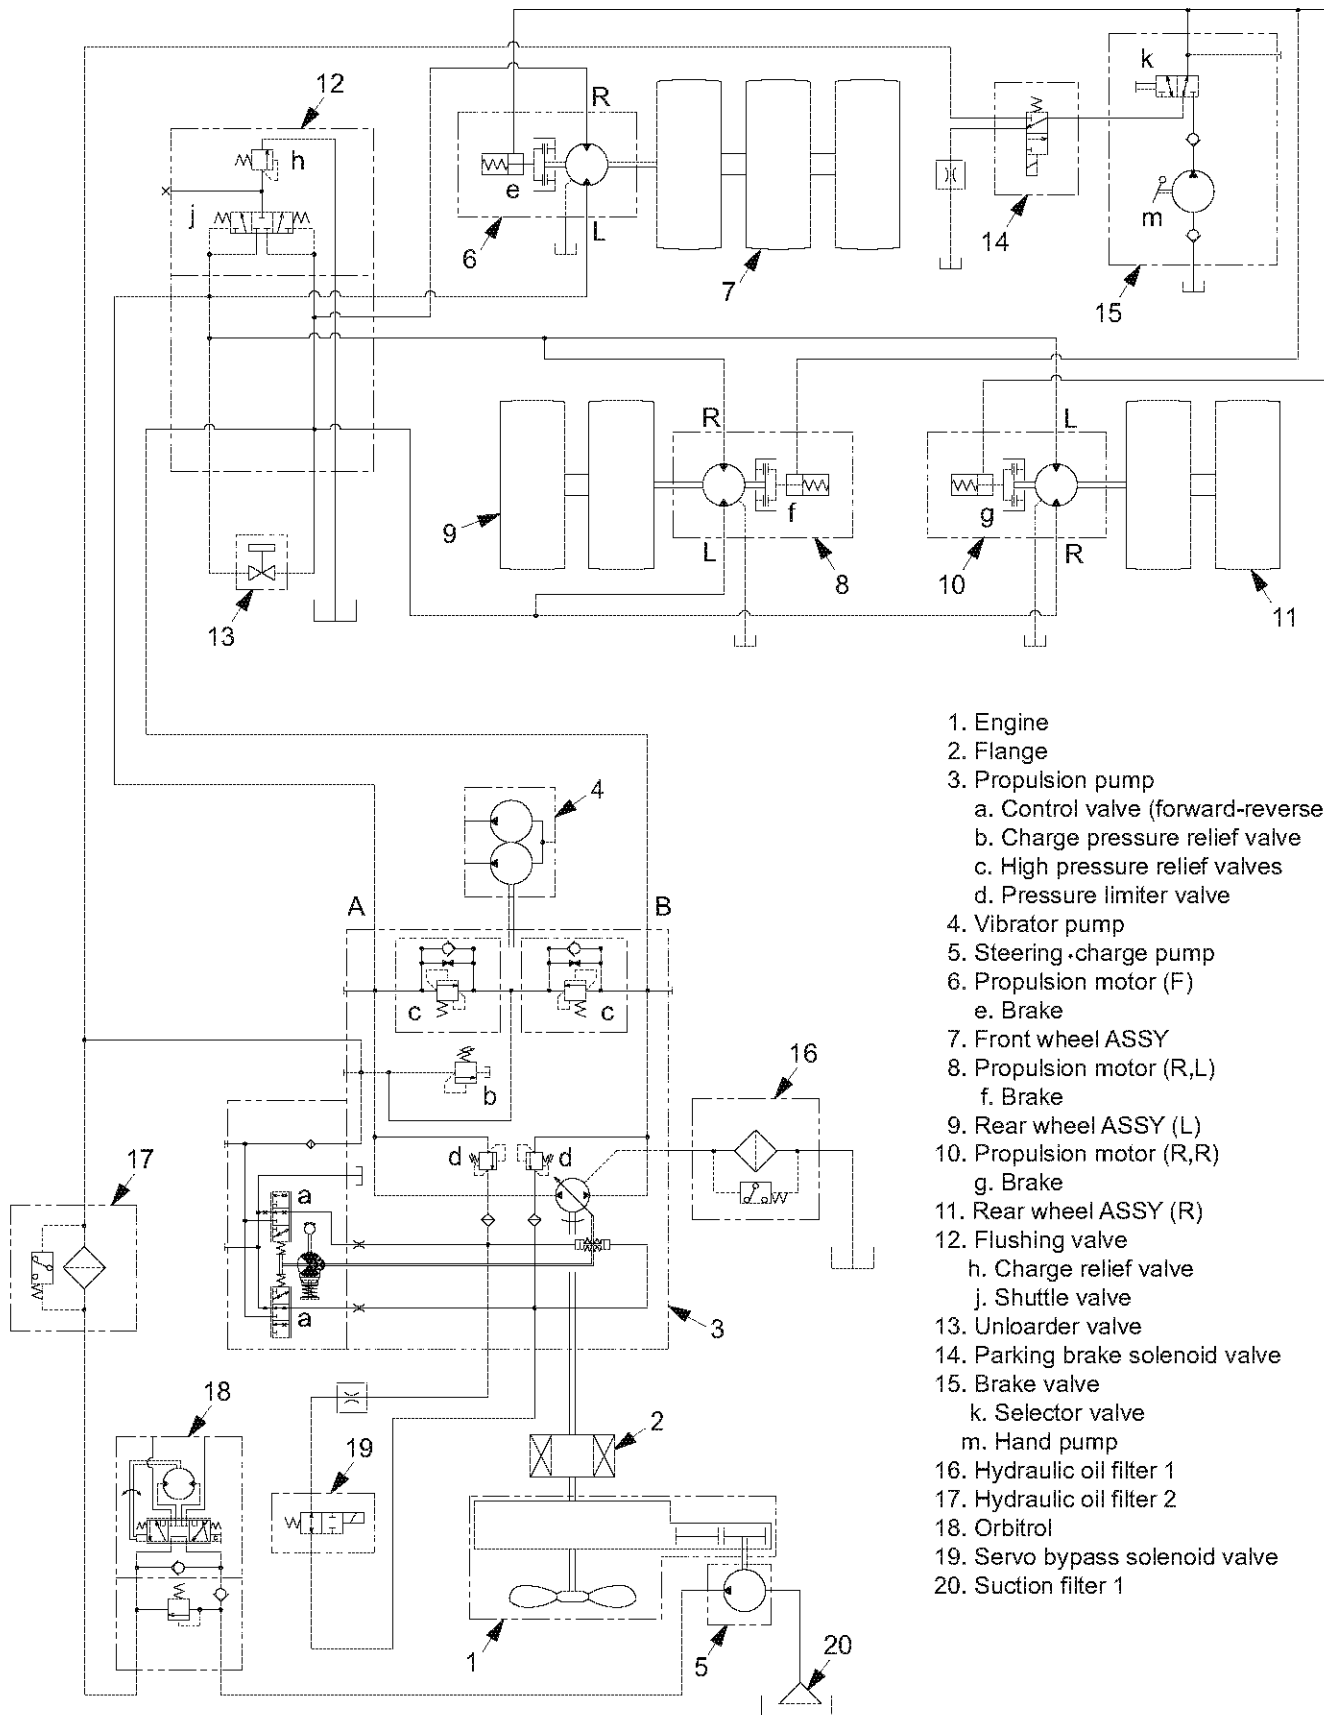 k
R
12
h
e
j
m
14
L
6
7
15
R
L
f
g
9
L
R
8
10
11
13
1. Engine
2. Flange
3. Propulsion pump
a. Control valve (forward-reverse
b. Charge pressure relief valve
c. High pressure relief valves
d. Pressure limiter valve
4. Vibrator pump
5. Steering·charge pump
6. Propulsion motor (F)
e. Brake
7. Front wheel ASSY
8. Propulsion motor (R,L)
f. Brake
9. Rear wheel ASSY (L)
10. Propulsion motor (R,R)
g. Brake
11. Rear wheel ASSY (R)
12. Flushing valve
h. Charge relief valve
j. Shuttle valve
13. Unloarder valve
14. Parking brake solenoid valve
15. Brake valve
k. Selector valve
m. Hand pump
16. Hydraulic oil filter 1
17. Hydraulic oil filter 2
18. Orbitrol
19. Servo bypass solenoid valve
20. Suction filter 1
4
A
B
c
c
16
b
d
d
17
a
a
3
18
2
19
1
5
20